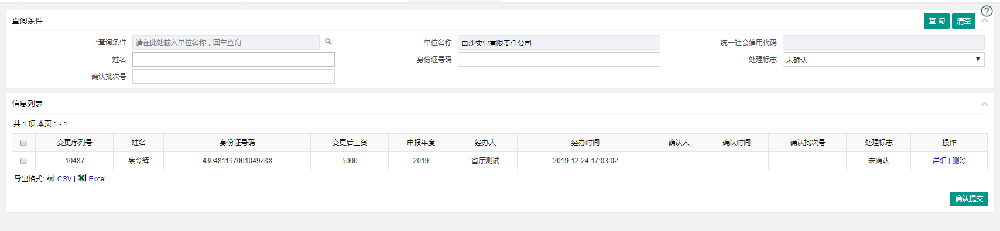 查询条件
查 询 清空
*查询条件 请在此处输入单位名称，回车查询 单位名称 白沙实业有限责任公司 统一社会信用代码
姓名 身份证号码 处理标志 未确认
确认批次号
信息列表
共 1 项 本页 1 - 1.
变更序列号 姓名 身份证号码 变更后工资 申报年度 经办人 经办时间 确认人 确认时间 确认批次号 处理标志 操作
10487 蔡令辉 43048119700104928X 5000 2019 省厅测试 2019-12-24 17:03:02 未确认 详细 | 删除
导出格式: CSV | Excel
确认提交